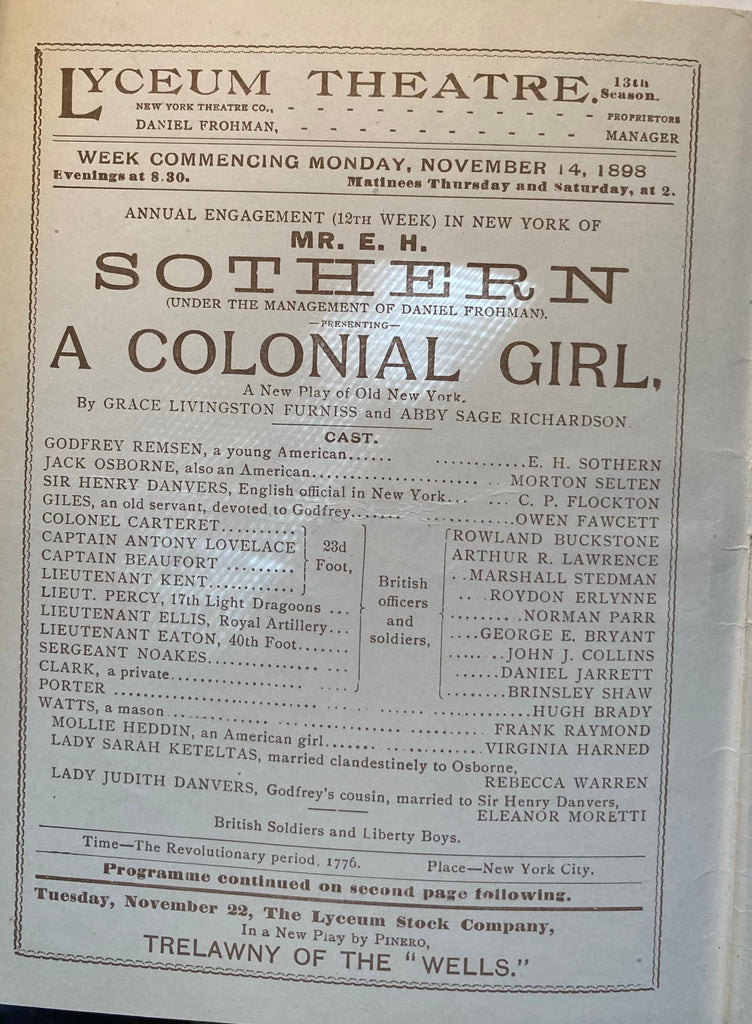 LYCEUM THEATRE. 13th Season.
NEW YORK THEATRE CO., - - - - - - - - - - PROPRIETORS
DANIEL FROHMAN, - - - - - - - - - - MANAGER
WEEK COMMENCING MONDAY, NOVEMBER 14, 1898
Evenings at 8.30. Matinees Thursday and Saturday, at 2.
ANNUAL ENGAGEMENT (12TH WEEK) IN NEW YORK OF
MR. E. H.
SOTHERN
(UNDER THE MANAGEMENT OF DANIEL FROHMAN).
—PRESENTING—
A COLONIAL GIRL,
A New Play of Old New York.
By GRACE LIVINGSTON FURNISS and ABBY SAGE RICHARDSON.
CAST.
GODFREY REMSEN, a young American...... ............E. H. SOTHERN
JACK OSBORNE, also an American.......................... .. MORTON SELTEN
SIR HENRY DANVERS, English official in New York... ... C. P. FLOCKTON
GILES, an old servant, devoted to Godfrey....... ............OWEN FAWCETT
COLONEL CARTERET.......... ROWLAND BUCKSTONE
CAPTAIN ANTONY LOVELACE 23d ARTHUR R. LAWRENCE
CAPTAIN BEAUFORT ......... Foot, ..MARSHALL STEDMAN
LIEUTENANT KENT............ British ....ROYDON ERLYNNE
LIEUT. PERCY, 17th Light Dragoons ... officers .........NORMAN PARR
LIEUTENANT ELLIS, Royal Artillery... and ....GEORGE E. BRYANT
LIEUTENANT EATON, 40th Foot....... soldiers, .......JOHN J. COLLINS
SERGEANT NOAKES.................... ......DANIEL JARRETT
CLARK, a private.................... .... ........BRINSLEY SHAW
PORTER ........................................ ............HUGH BRADY
WATTS, a mason ........................................ FRANK RAYMOND
MOLLIE HEDDIN, an American girl....... ............VIRGINIA HARNED
LADY SARAH KETELTAS, married clandestinely to Osborne,
REBECCA WARREN
LADY JUDITH DANVERS, Godfrey's cousin, married to Sir Henry Danvers,
ELEANOR MORETTI
British Soldiers and Liberty Boys.
Time—The Revolutionary period, 1776. Place—New York City.
Programme continued on second page following.
Tuesday, November 22, The Lyceum Stock Company,
In a New Play by PINERO,
TRELAWNY OF THE "WELLS."